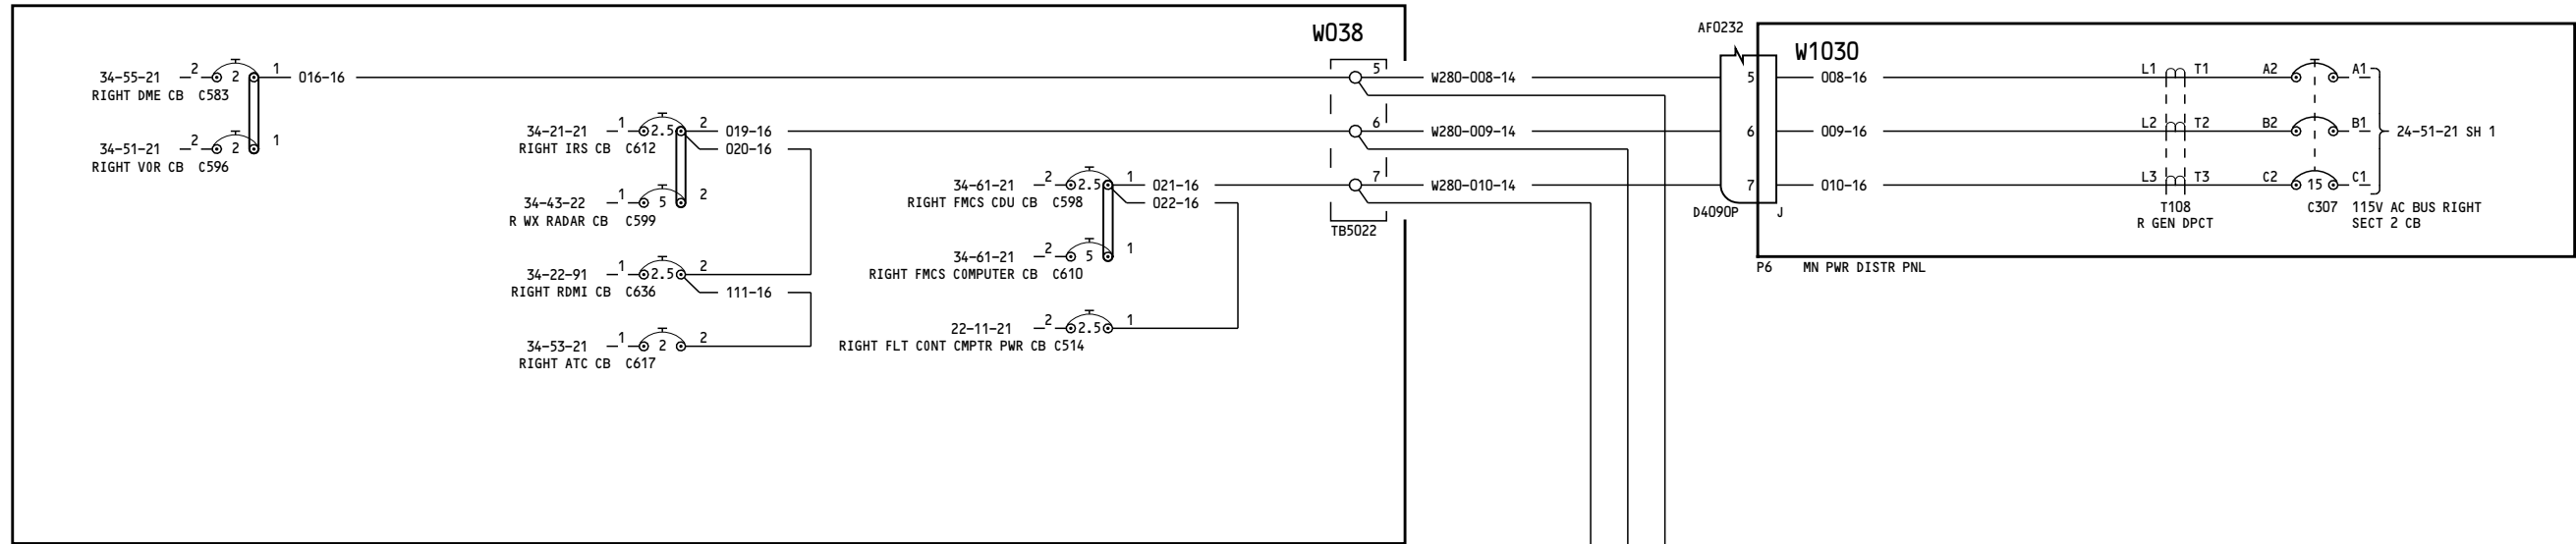 W038
AF0232
W1030
34-55-21 2 2 1 016-16
RIGHT DME CB C583
5 W280-008-14 5 008-16 L1 T1 A2 A1
34-51-21 2 2 1
RIGHT VOR CB C596
34-21-21 1 2.5 2 019-16
RIGHT IRS CB C612 020-16
6 W280-009-14 6 009-16 L2 T2 B2 B1 24-51-21 SH 1
34-43-22 1 5 2
R WX RADAR CB C599
34-61-21 2 2.5 1 021-16
RIGHT FMCS CDU CB C598 022-16
7 W280-010-14 7 010-16 L3 T3 C2 15 C1
TB5022
D4090P J
T108
R GEN DPCT
C307 115V AC BUS RIGHT
SECT 2 CB
34-61-21 2 5 1
RIGHT FMCS COMPUTER CB C610
P6 MN PWR DISTR PNL
34-22-91 1 2.5 2
RIGHT RDMI CB C636 111-16
22-11-21 2 2.5 1
RIGHT FLT CONT CMPTR PWR CB C514
34-53-21 1 2 2
RIGHT ATC CB C617